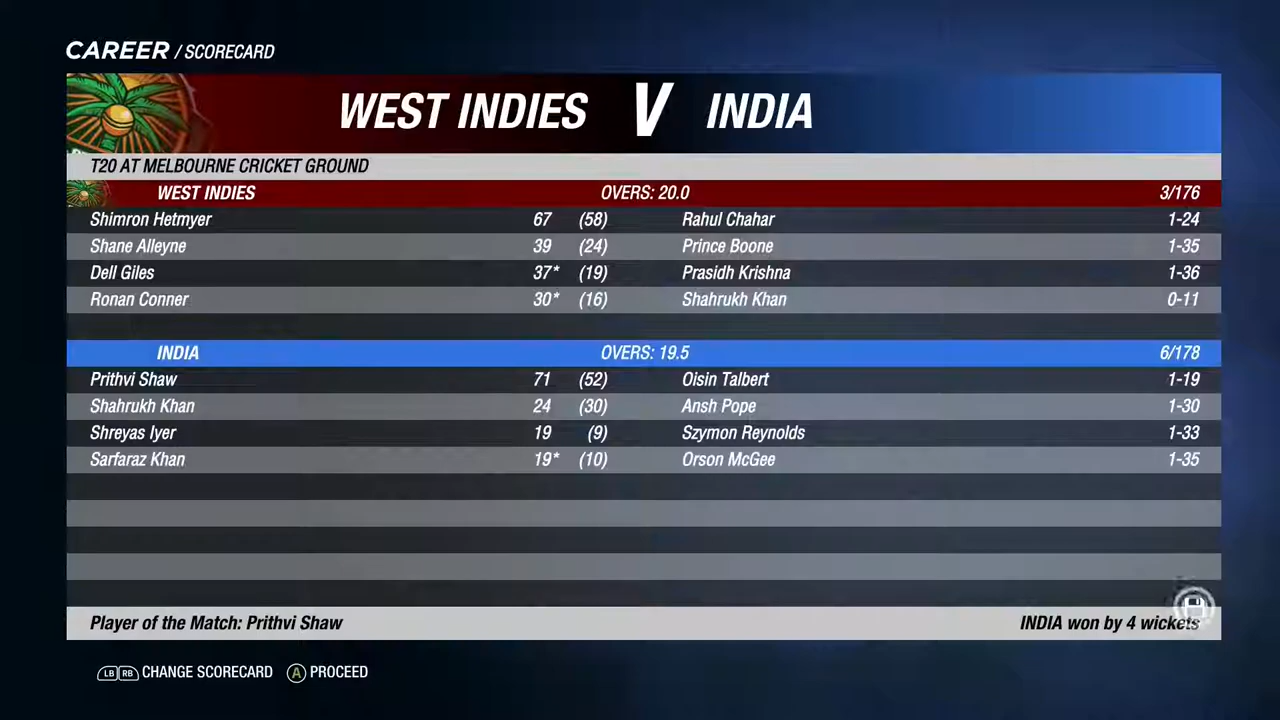 CAREER / SCORECARD
WEST INDIES V INDIA
T20 AT MELBOURNE CRICKET GROUND
WEST INDIES OVERS: 20.0 3/176
Shimron Hetmyer 67 (58) Rahul Chahar 1-24
Shane Alleyne 39 (24) Prince Boone 1-35
Dell Giles 37* (19) Prasidh Krishna 1-36
Ronan Conner 30* (16) Shahrukh Khan 0-11
INDIA OVERS: 19.5 6/178
Prithvi Shaw 71 (52) Oisin Talbert 1-19
Shahrukh Khan 24 (30) Ansh Pope 1-30
Shreyas Iyer 19 (9) Szymon Reynolds 1-33
Sarfaraz Khan 19* (10) Orson McGee 1-35
Player of the Match: Prithvi Shaw INDIA won by 4 wickets
LB RB CHANGE SCORECARD A PROCEED